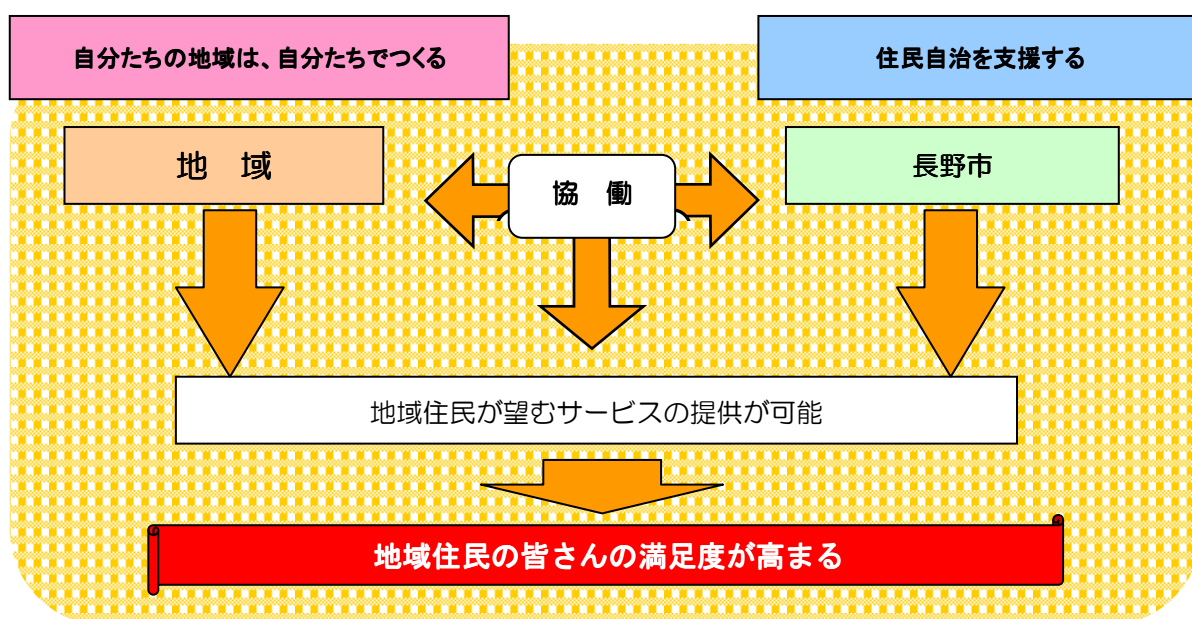 自分たちの地域は、自分たちでつくる
住民自治を支援する
地　域
協　働
長野市
地域住民が望むサービスの提供が可能
地域住民の皆さんの満足度が高まる